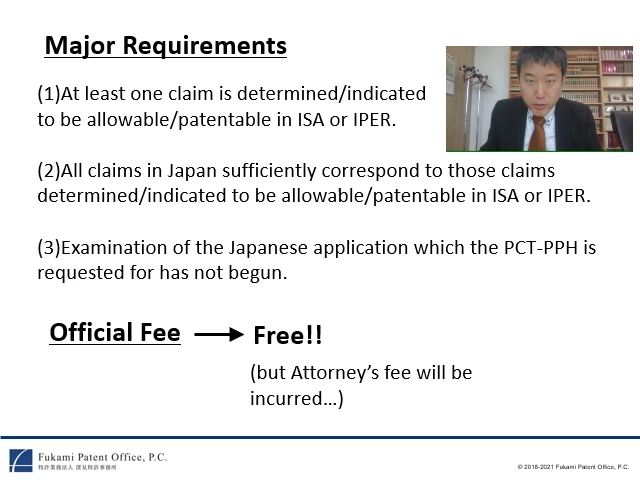 Major Requirements
(1)At least one claim is determined/indicated
to be allowable/patentable in ISA or IPER.
(2)All claims in Japan sufficiently correspond to those claims
determined/indicated to be allowable/patentable in ISA or IPER.
(3)Examination of the Japanese application which the PCT-PPH is
requested for has not begun.
Official Fee
Free!!
(but Attorney's fee will be
incurred…)
Fukami Patent Office, P.C.
特許業務法人 深見特許事務所
© 2018-2021 Fukami Patent Office, P.C.